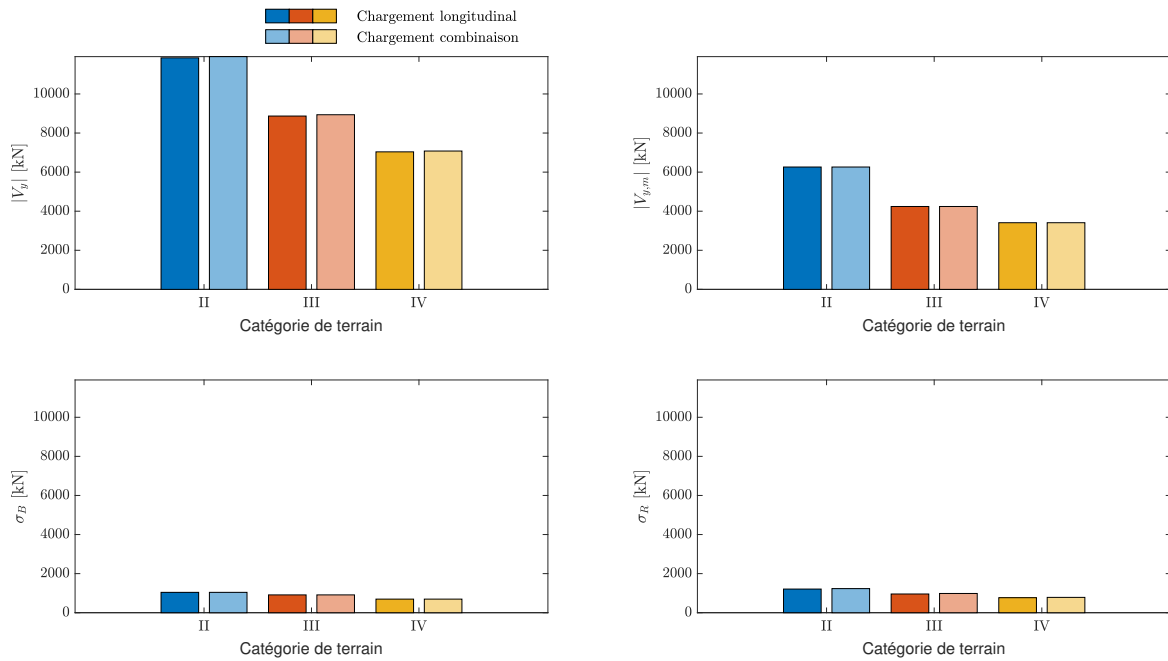 Chargement longitudinal
Chargement combinaison
|V_y| [kN]
10000
8000
6000
4000
2000
0
II III IV
Catégorie de terrain
|V_{y,m}| [kN]
10000
8000
6000
4000
2000
0
II III IV
Catégorie de terrain
σ_B [kN]
10000
8000
6000
4000
2000
0
II III IV
Catégorie de terrain
σ_R [kN]
10000
8000
6000
4000
2000
0
II III IV
Catégorie de terrain